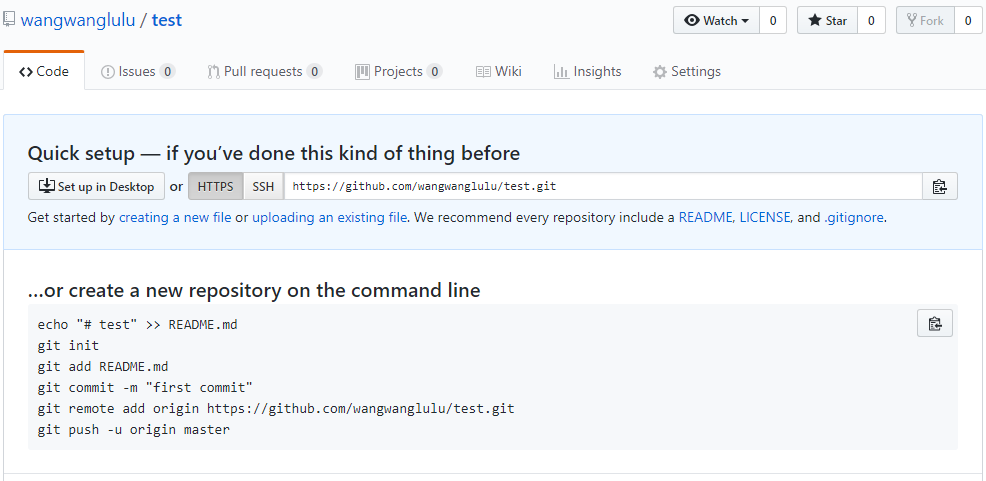 wangwanglulu / test Watch 0 Star 0 Fork 0
Code Issues 0 Pull requests 0 Projects 0 Wiki Insights Settings
Quick setup — if you’ve done this kind of thing before
Set up in Desktop or HTTPS SSH https://github.com/wangwanglulu/test.git
Get started by creating a new file or uploading an existing file. We recommend every repository include a README, LICENSE, and .gitignore.
…or create a new repository on the command line
echo "# test" >> README.md
git init
git add README.md
git commit -m "first commit"
git remote add origin https://github.com/wangwanglulu/test.git
git push -u origin master